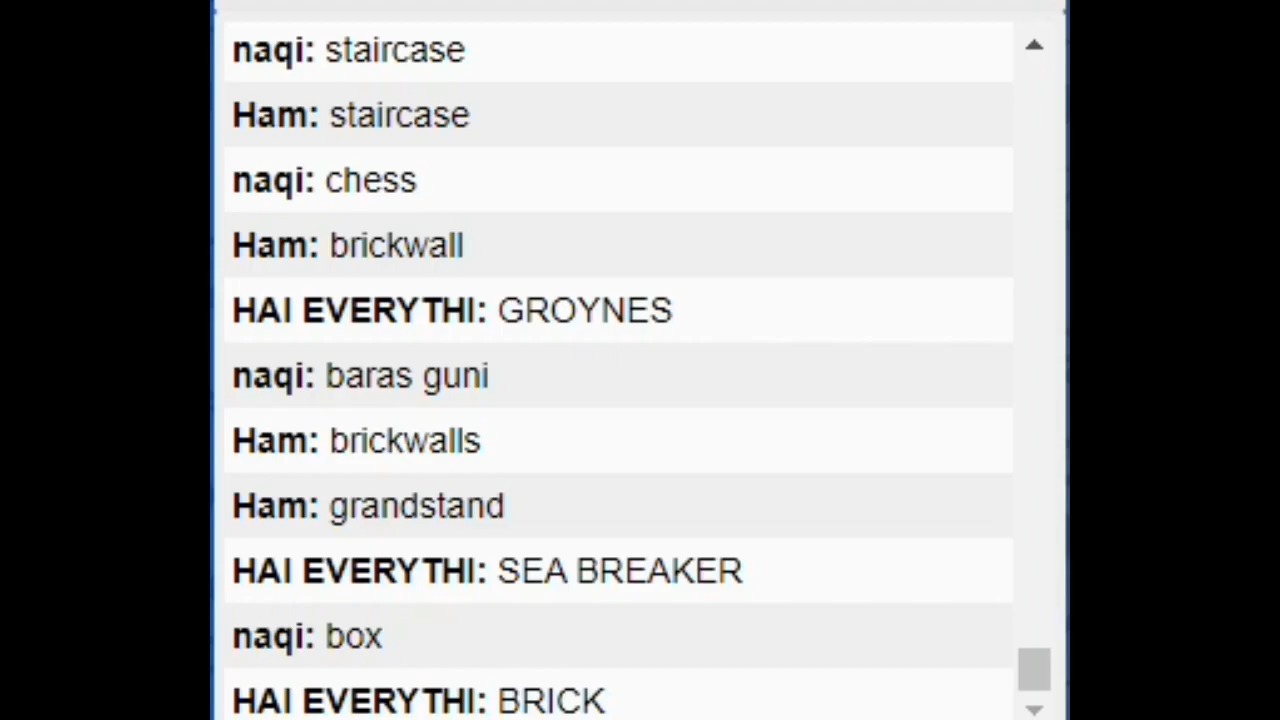 naqi: staircase
Ham: staircase
naqi: chess
Ham: brickwall
HAI EVERYTHI: GROYNES
naqi: baras guni
Ham: brickwalls
Ham: grandstand
HAI EVERYTHI: SEA BREAKER
naqi: box
HAI EVERYTHI: BRICK